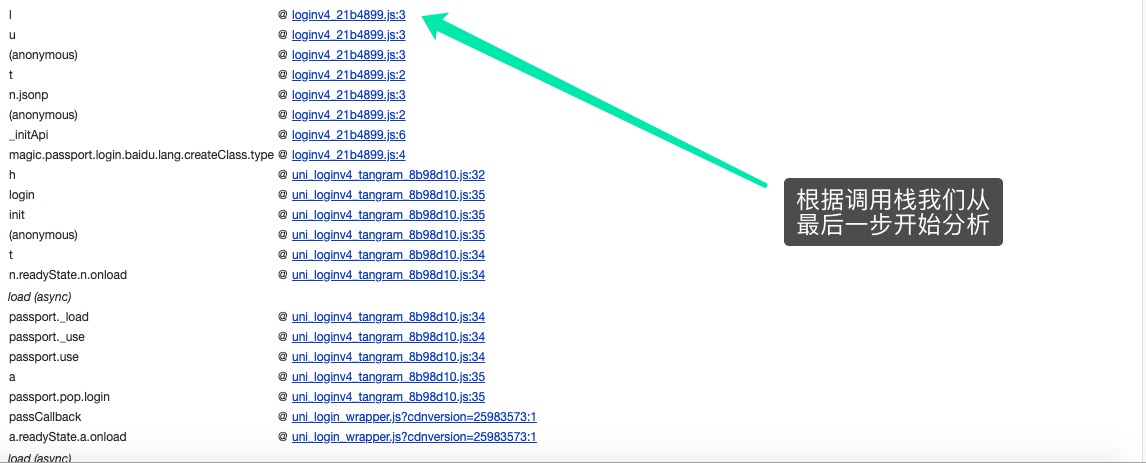 l @ loginv4_21b4899.js:3
u @ loginv4_21b4899.js:3
(anonymous) @ loginv4_21b4899.js:3
t @ loginv4_21b4899.js:2
n.jsonp @ loginv4_21b4899.js:3
(anonymous) @ loginv4_21b4899.js:2
_initApi @ loginv4_21b4899.js:6
magic.passport.login.baidu.lang.createClass.type @ loginv4_21b4899.js:4
h @ uni_loginv4_tangram_8b98d10.js:32
login @ uni_loginv4_tangram_8b98d10.js:35
init @ uni_loginv4_tangram_8b98d10.js:35
(anonymous) @ uni_loginv4_tangram_8b98d10.js:35
t @ uni_loginv4_tangram_8b98d10.js:34
n.readyState.n.onload @ uni_loginv4_tangram_8b98d10.js:34
load (async)
passport._load @ uni_loginv4_tangram_8b98d10.js:34
passport._use @ uni_loginv4_tangram_8b98d10.js:34
passport.use @ uni_loginv4_tangram_8b98d10.js:34
a @ uni_loginv4_tangram_8b98d10.js:35
passport.pop.login @ uni_loginv4_tangram_8b98d10.js:35
passCallback @ uni_login_wrapper.js?cdnversion=25983573:1
a.readyState.a.onload @ uni_login_wrapper.js?cdnversion=25983573:1
load (async)
根据调用栈我们从
最后一步开始分析